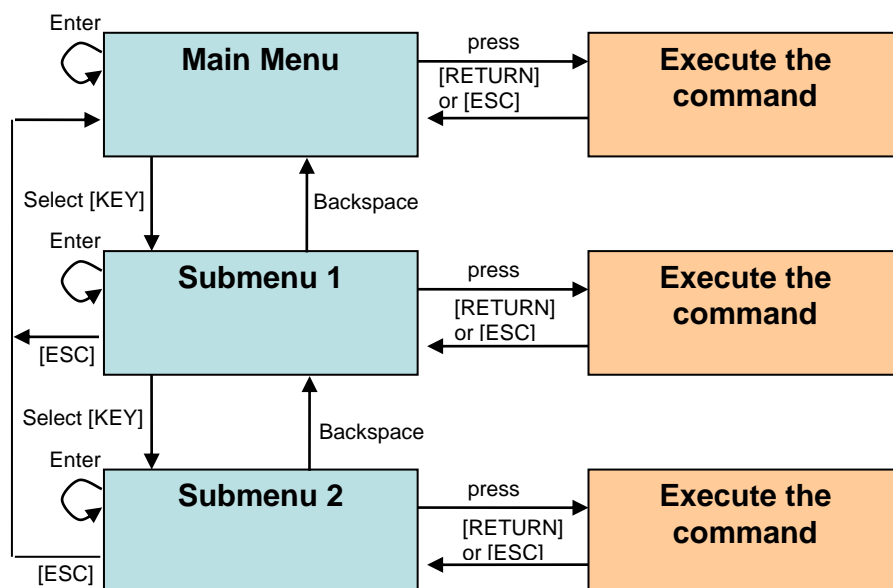 Enter
Main Menu
press
[RETURN]
or [ESC]
Execute the
command
Select [KEY]
Backspace
Enter
Submenu 1
press
[RETURN]
or [ESC]
Execute the
command
[ESC]
Select [KEY]
Backspace
Enter
Submenu 2
press
[RETURN]
or [ESC]
Execute the
command
[ESC]